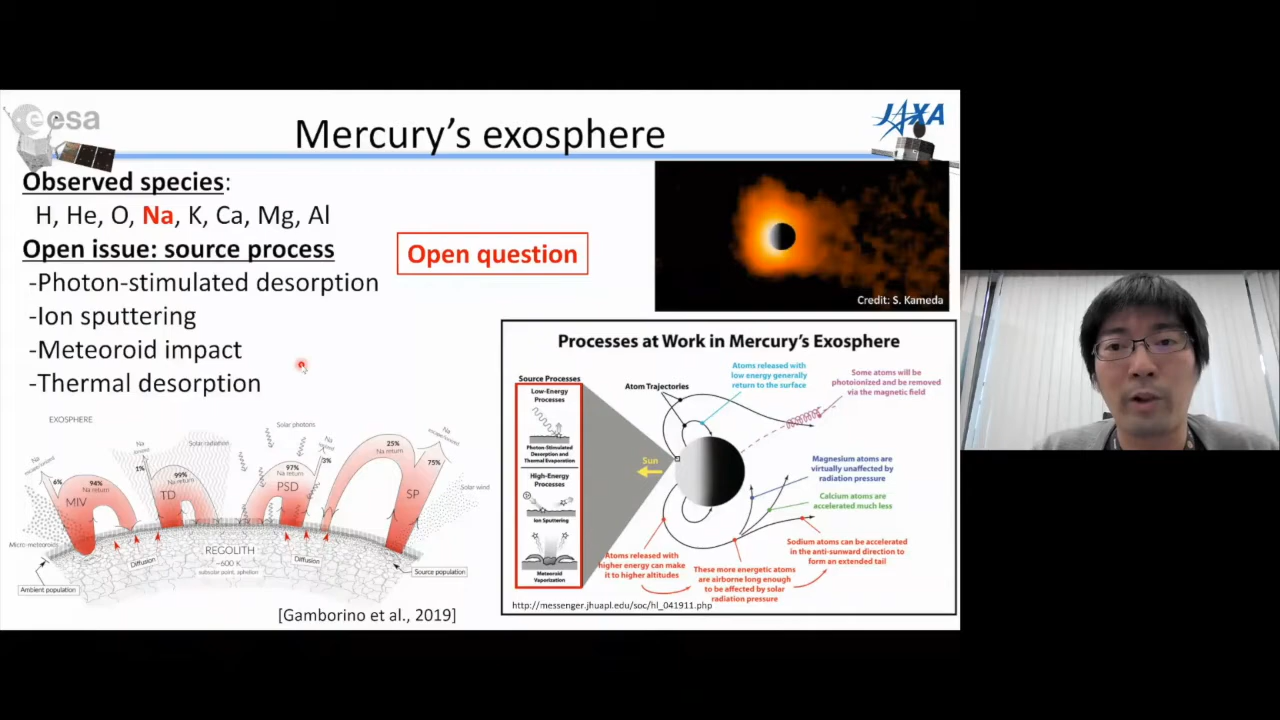 esa
Mercury's exosphere
JAXA
Observed species:
H, He, O, Na, K, Ca, Mg, Al
Open issue: source process
-Photon-stimulated desorption
-Ion sputtering
-Meteoroid impact
-Thermal desorption
Open question
Credit: S. Kameda
EXOSPHERE
Na
exosphere
6%
94%
Na return
MIV
Na
1%
99%
Na return
TD
Solar radiation
Solar photons
Na
97%
Na return
3%
PSD
25%
Na return
Na
75%
SP
Solar wind
Micro-meteoroids
Diffusion
REGOLITH
~600 K
subsolar point, aphelion
Diffusion
Source population
Ambient population
[Gamborino et al., 2019]
Processes at Work in Mercury's Exosphere
Source Processes
Low-Energy
Processes
Photon-Stimulated
Desorption and
Thermal Evaporation
High-Energy
Processes
Ion Sputtering
Meteoroid
Vaporization
Atom Trajectories
Sun
Atoms released with
low energy generally
return to the surface
Some atoms will be
photoionized and be removed
via the magnetic field
Magnesium atoms are
virtually unaffected by
radiation pressure
Calcium atoms are
accelerated much less
Sodium atoms can be accelerated
in the anti-sunward direction to
form an extended tail
Atoms released with
higher energy can make
it to higher altitudes
These more energetic atoms
are airborne long enough
to be affected by solar
radiation pressure
http://messenger.jhuapl.edu/soc/hl_041911.php